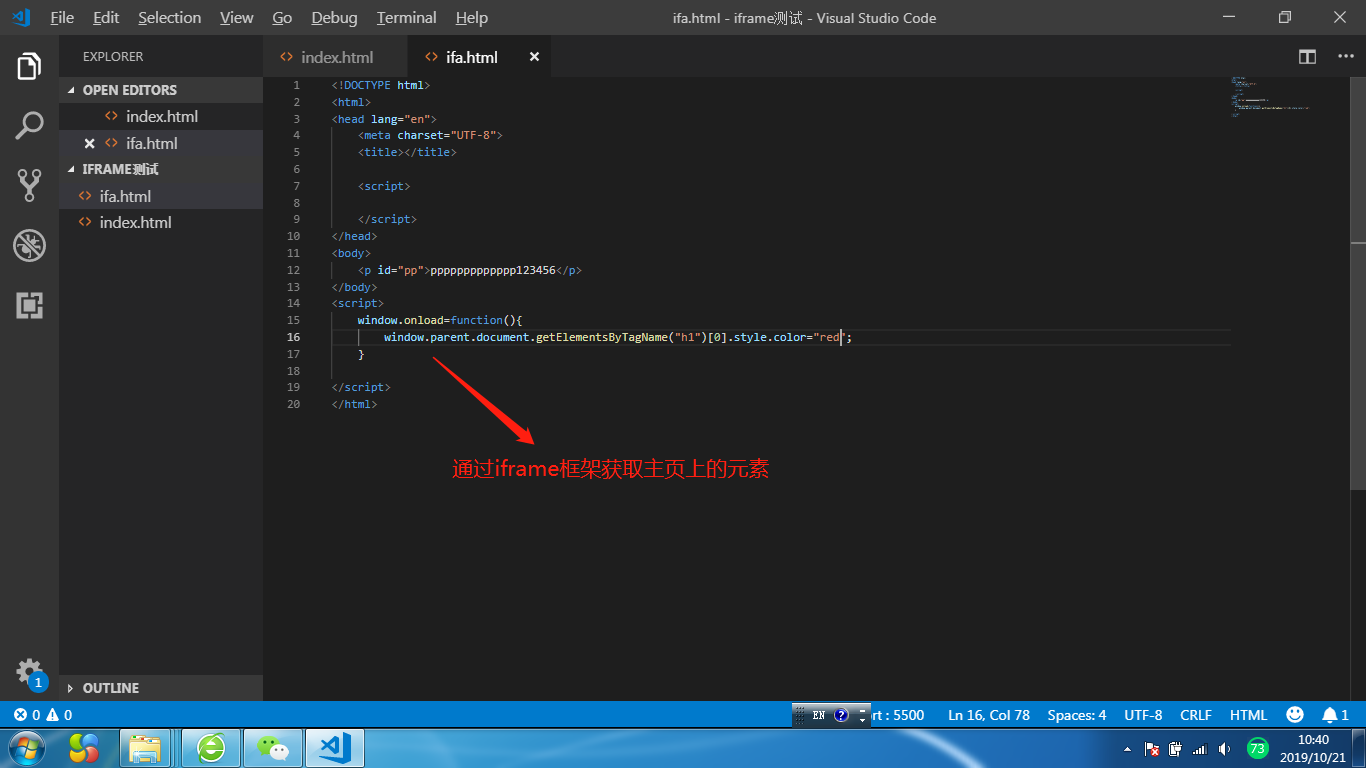 File Edit Selection View Go Debug Terminal Help
ifa.html - iframe测试 - Visual Studio Code
EXPLORER
OPEN EDITORS
index.html
ifa.html
IFRAME测试
ifa.html
index.html
OUTLINE
index.html
ifa.html
1 <!DOCTYPE html>
2 <html>
3 <head lang="en">
4 <meta charset="UTF-8">
5 <title></title>
6
7 <script>
8
9 </script>
10 </head>
11 <body>
12 <p id="pp">ppppppppppppp123456</p>
13 </body>
14 <script>
15 window.onload=function(){
16 window.parent.document.getElementsByTagName("h1")[0].style.color="red";
17 }
18
19 </script>
20 </html>
通过iframe框架获取主页上的元素
1
0 0
EN
rt : 5500
Ln 16, Col 78
Spaces: 4
UTF-8
CRLF
HTML
1
73
10:40
2019/10/21